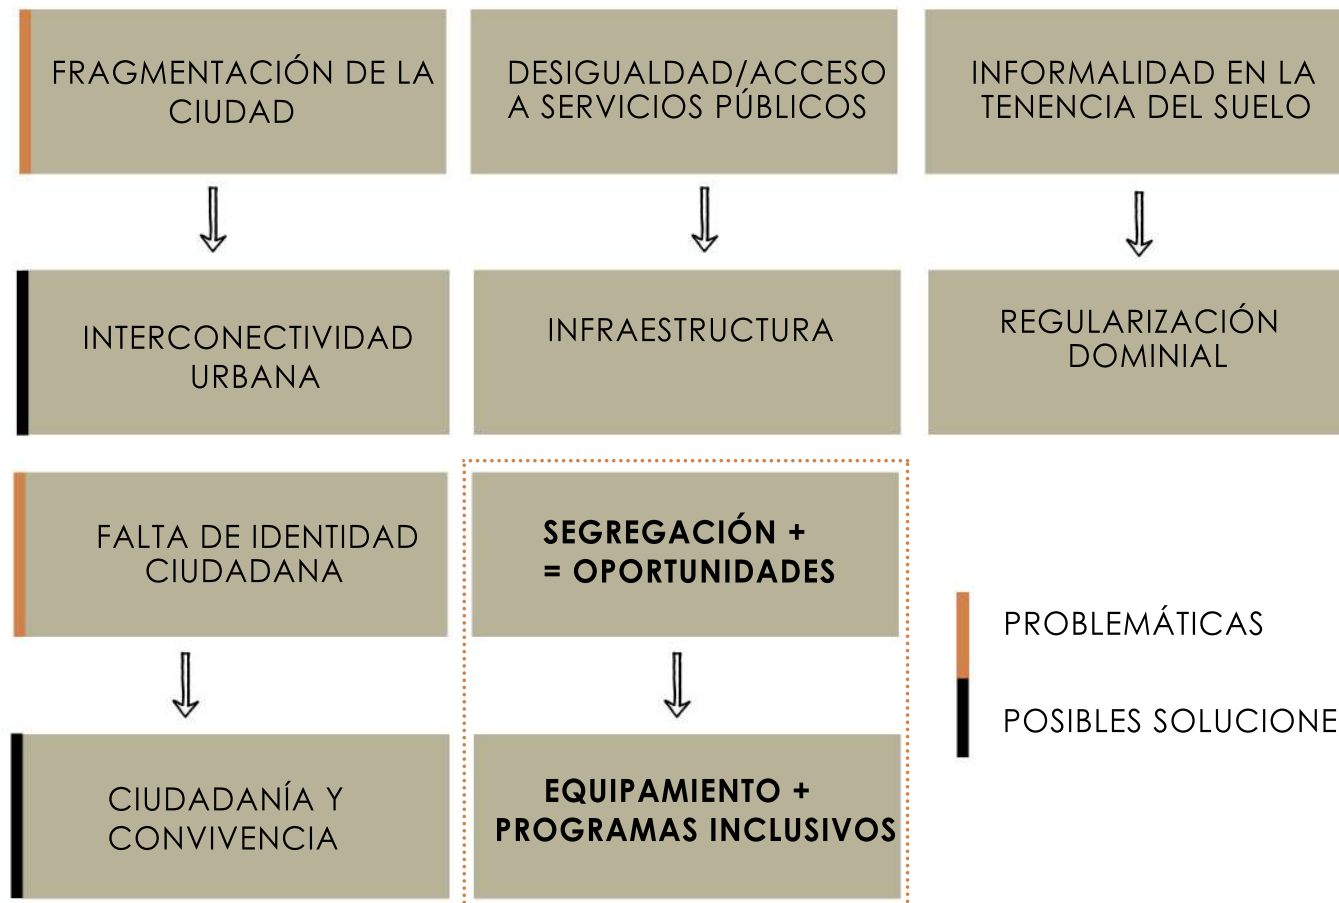 FRAGMENTACIÓN DE LA
CIUDAD
DESIGUALDAD/ACCESO
A SERVICIOS PÚBLICOS
INFORMALIDAD EN LA
TENENCIA DEL SUELO
INTERCONECTIVIDAD
URBANA
INFRAESTRUCTURA
REGULARIZACIÓN
DOMINIAL
FALTA DE IDENTIDAD
CIUDADANA
SEGREGACIÓN +
= OPORTUNIDADES
CIUDADANÍA Y
CONVIVENCIA
EQUIPAMIENTO +
PROGRAMAS INCLUSIVOS
PROBLEMÁTICAS
POSIBLES SOLUCIONE